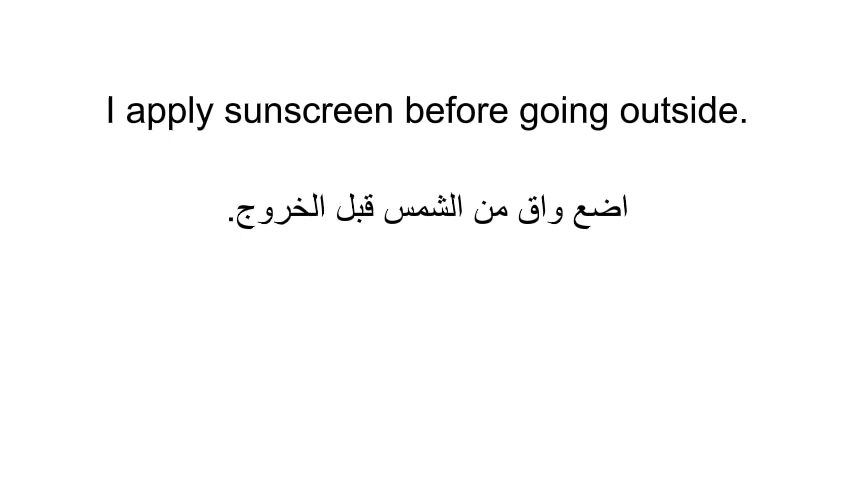 I apply sunscreen before going outside.
اضع واق من الشمس قبل الخروج.